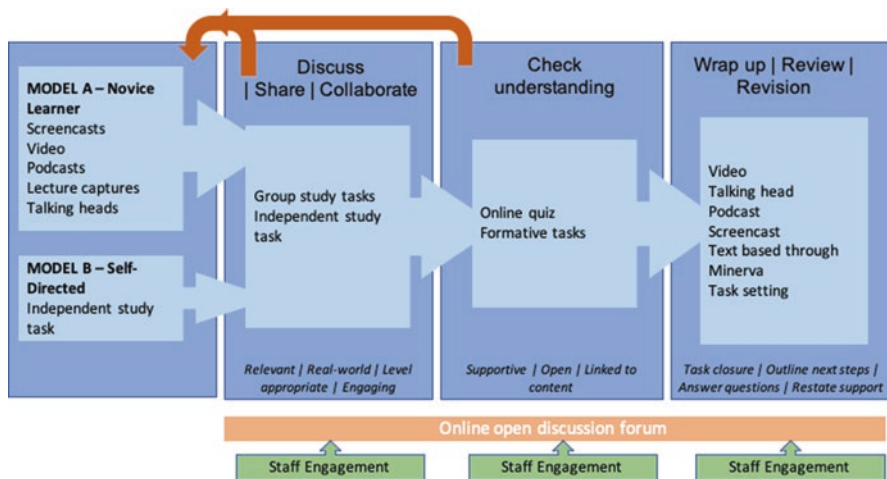 MODEL A – Novice
Learner
Screencasts
Video
Podcasts
Lecture captures
Talking heads
MODEL B – Self-
Directed
Independent study
task
Discuss
| Share | Collaborate
Group study tasks
Independent study
task
Relevant | Real-world | Level
appropriate | Engaging
Check
understanding
Online quiz
Formative tasks
Supportive | Open | Linked to
content
Wrap up | Review |
Revision
Video
Talking head
Podcast
Screencast
Text based through
Minerva
Task setting
Task closure | Outline next steps |
Answer questions | Restate support
Online open discussion forum
Staff Engagement
Staff Engagement
Staff Engagement